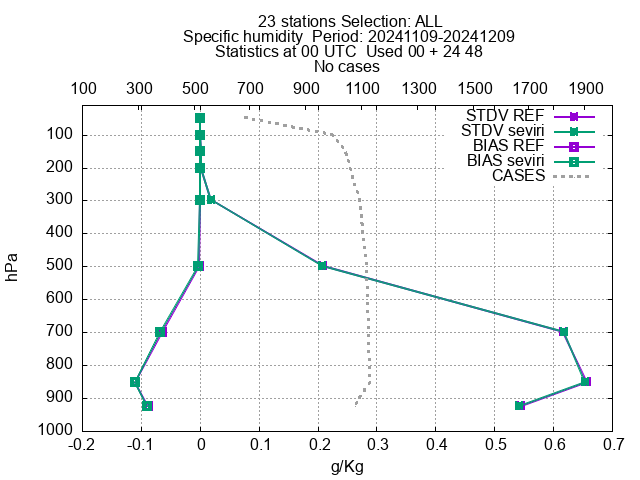 23 stations Selection: ALL
Specific humidity  Period: 20241109-20241209
Statistics at 00 UTC  Used 00 + 24 48
No cases
100 300 500 700 900 1100 1300 1500 1700 1900
STDV REF
STDV seviri
BIAS REF
BIAS seviri
CASES
100
200
300
400
500
600
700
800
900
1000
hPa
-0.2 -0.1 0 0.1 0.2 0.3 0.4 0.5 0.6 0.7
g/Kg